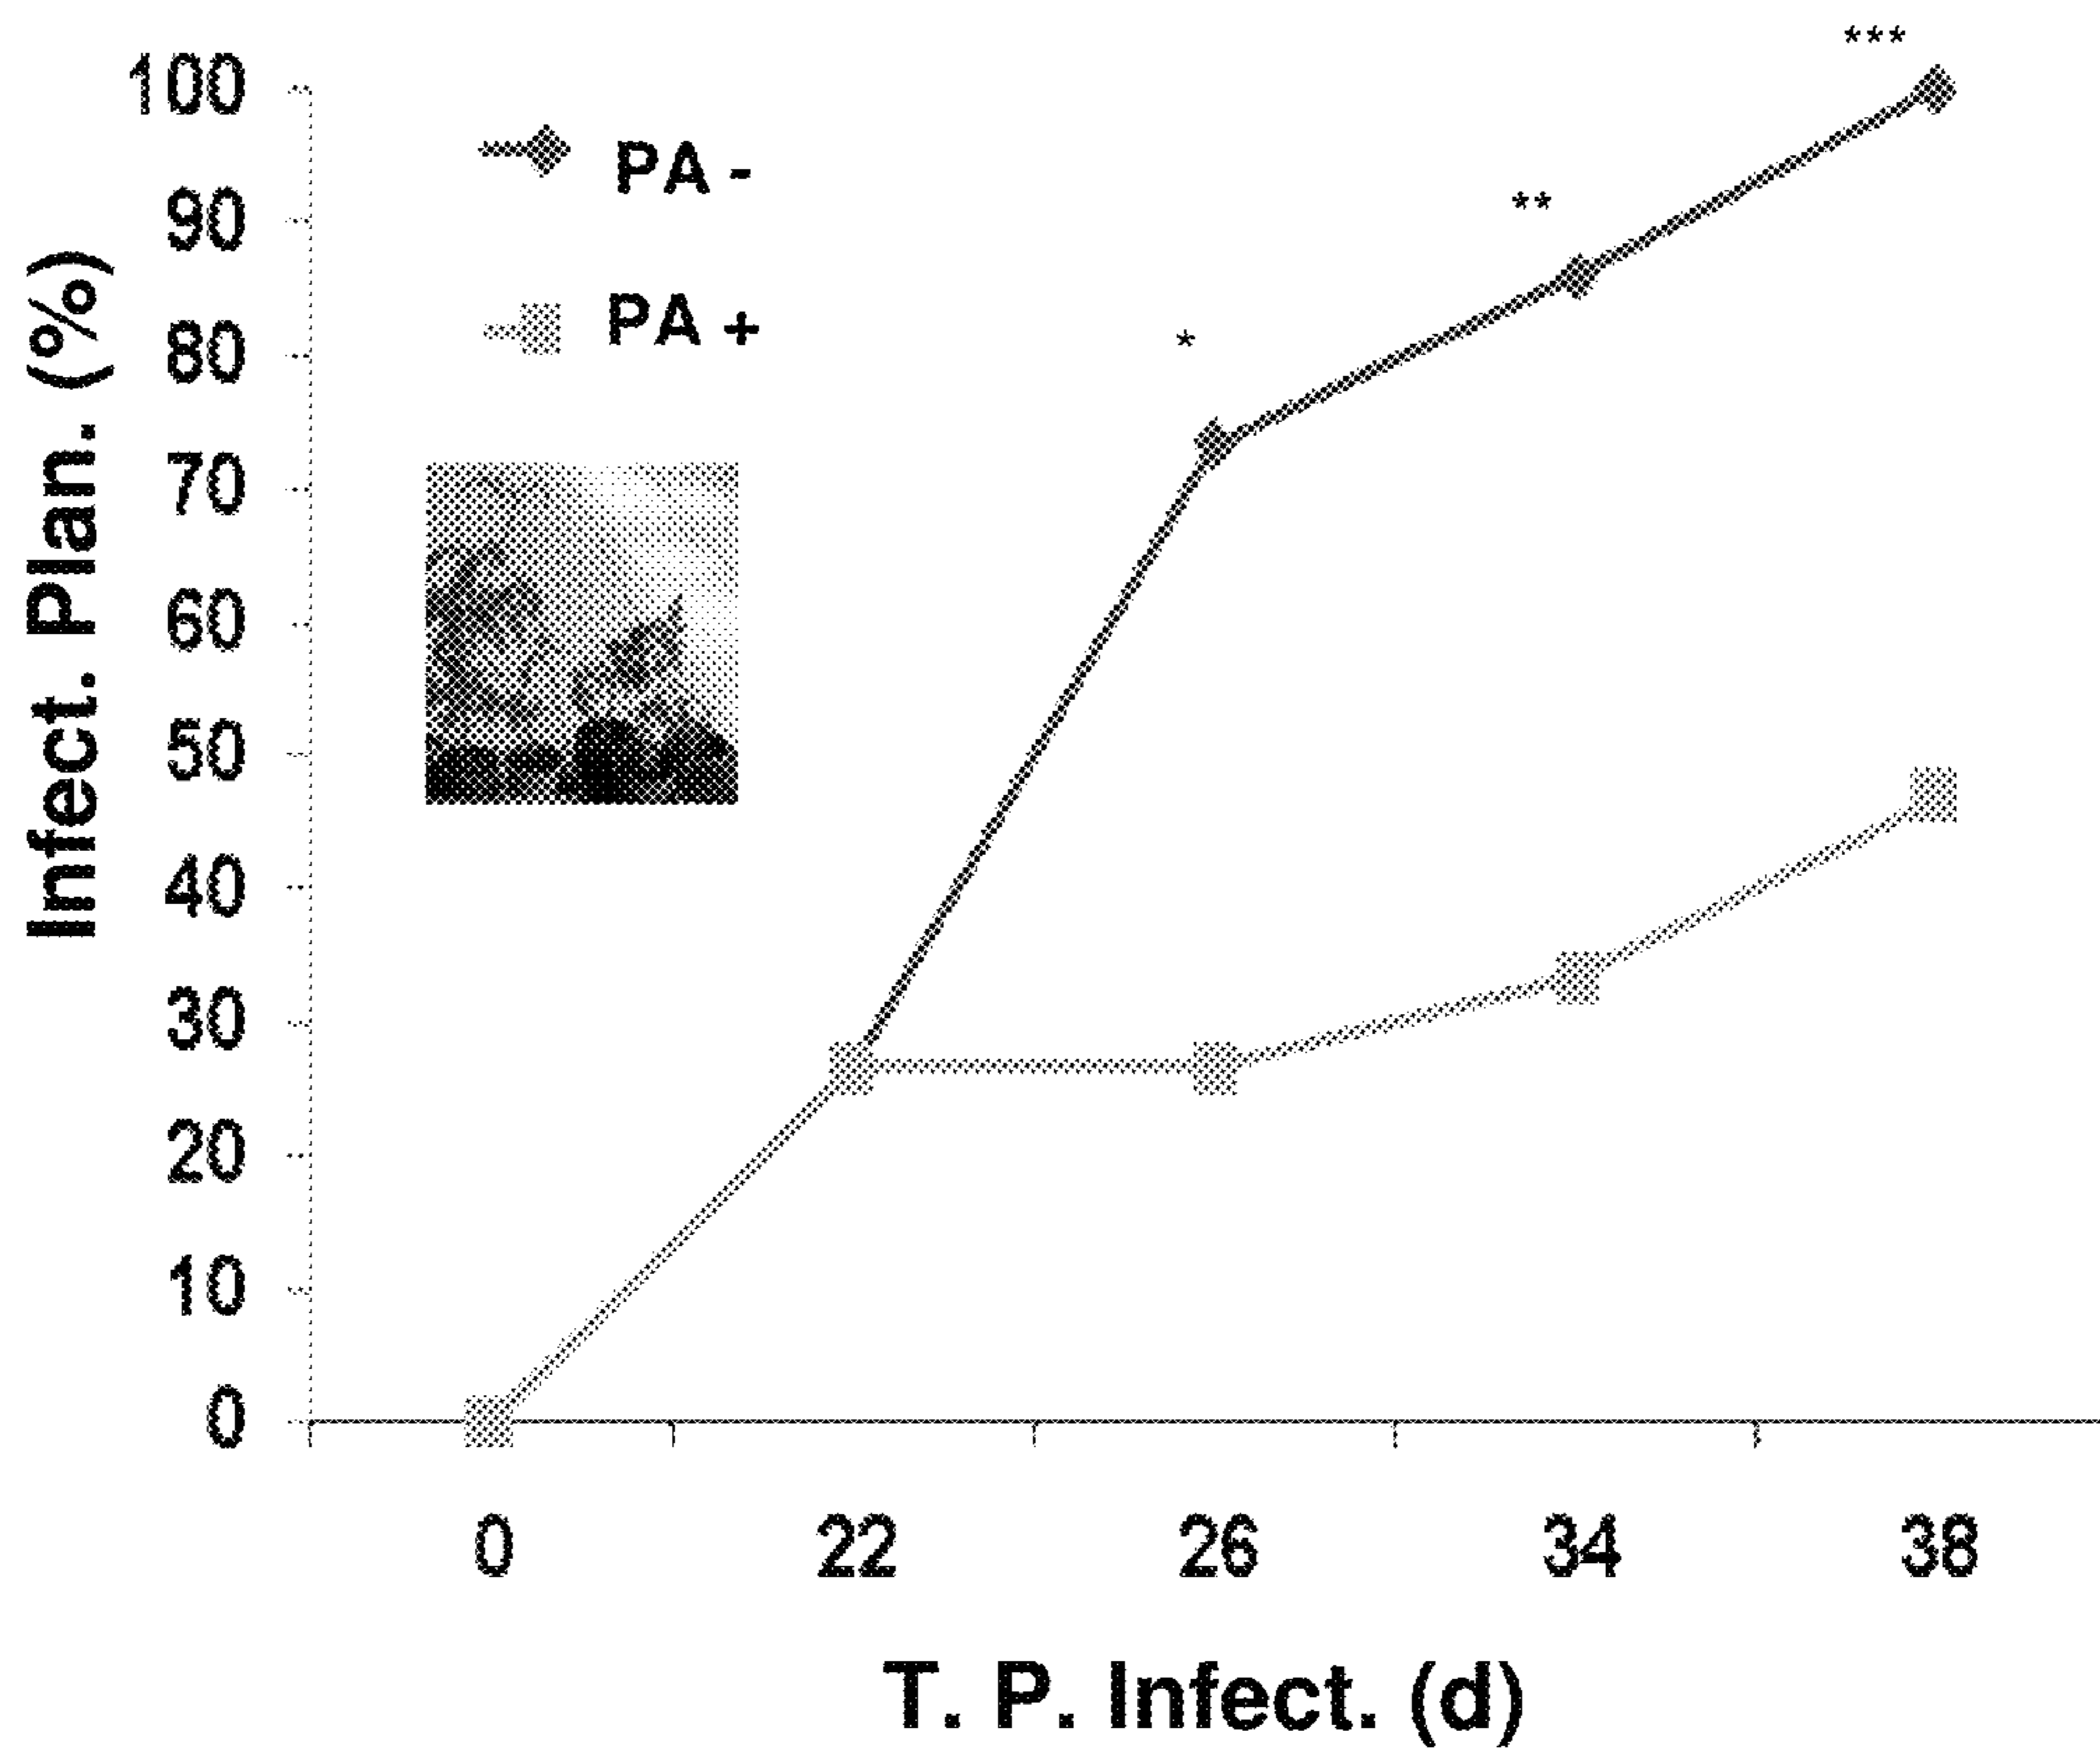 ***
100
PA -
90
**
PA +
80
*
70
60
50
40
30
20
10
0
Infect. Plan. (%)
0 22 26 34 38
T. P. Infect. (d)